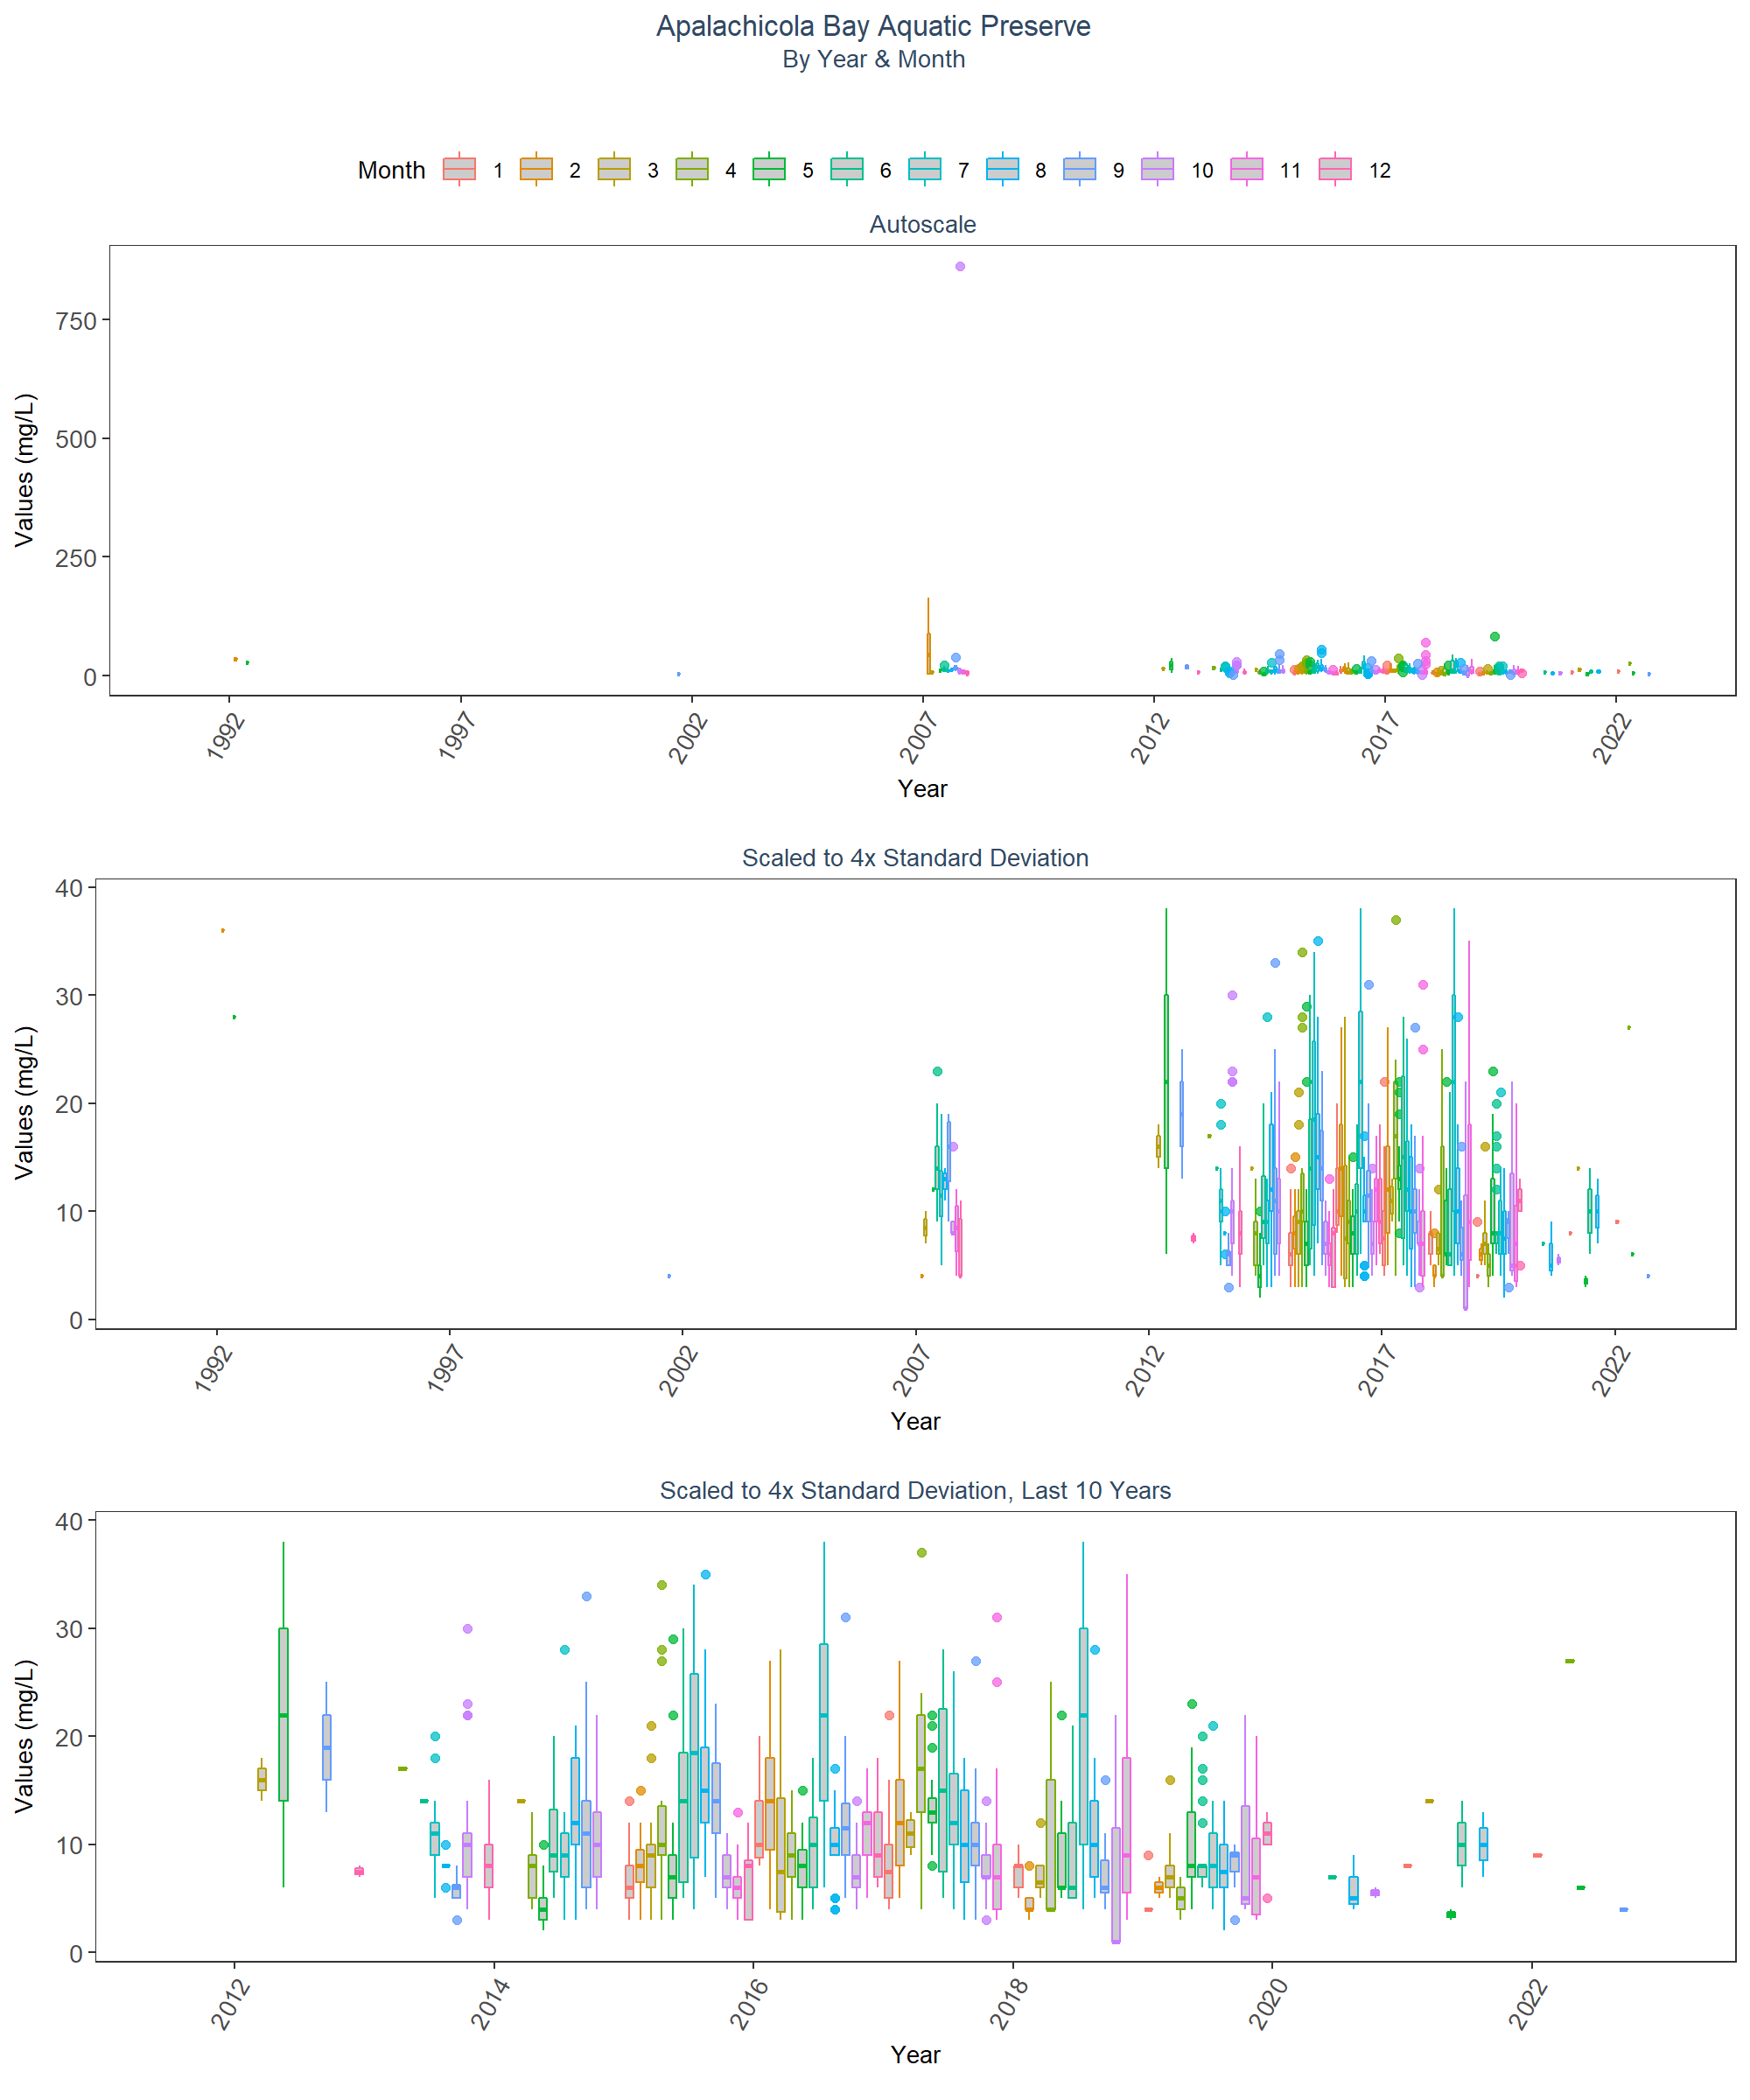 Apalachicola Bay Aquatic Preserve
By Year & Month
Month 1 2 3 4 5 6 7 8 9 10 11 12
Autoscale
Values (mg/L)
750
500
250
0
1992 1997 2002 2007 2012 2017 2022
Year
Scaled to 4x Standard Deviation
Values (mg/L)
40
30
20
10
0
1992 1997 2002 2007 2012 2017 2022
Year
Scaled to 4x Standard Deviation, Last 10 Years
Values (mg/L)
40
30
20
10
0
2012 2014 2016 2018 2020 2022
Year